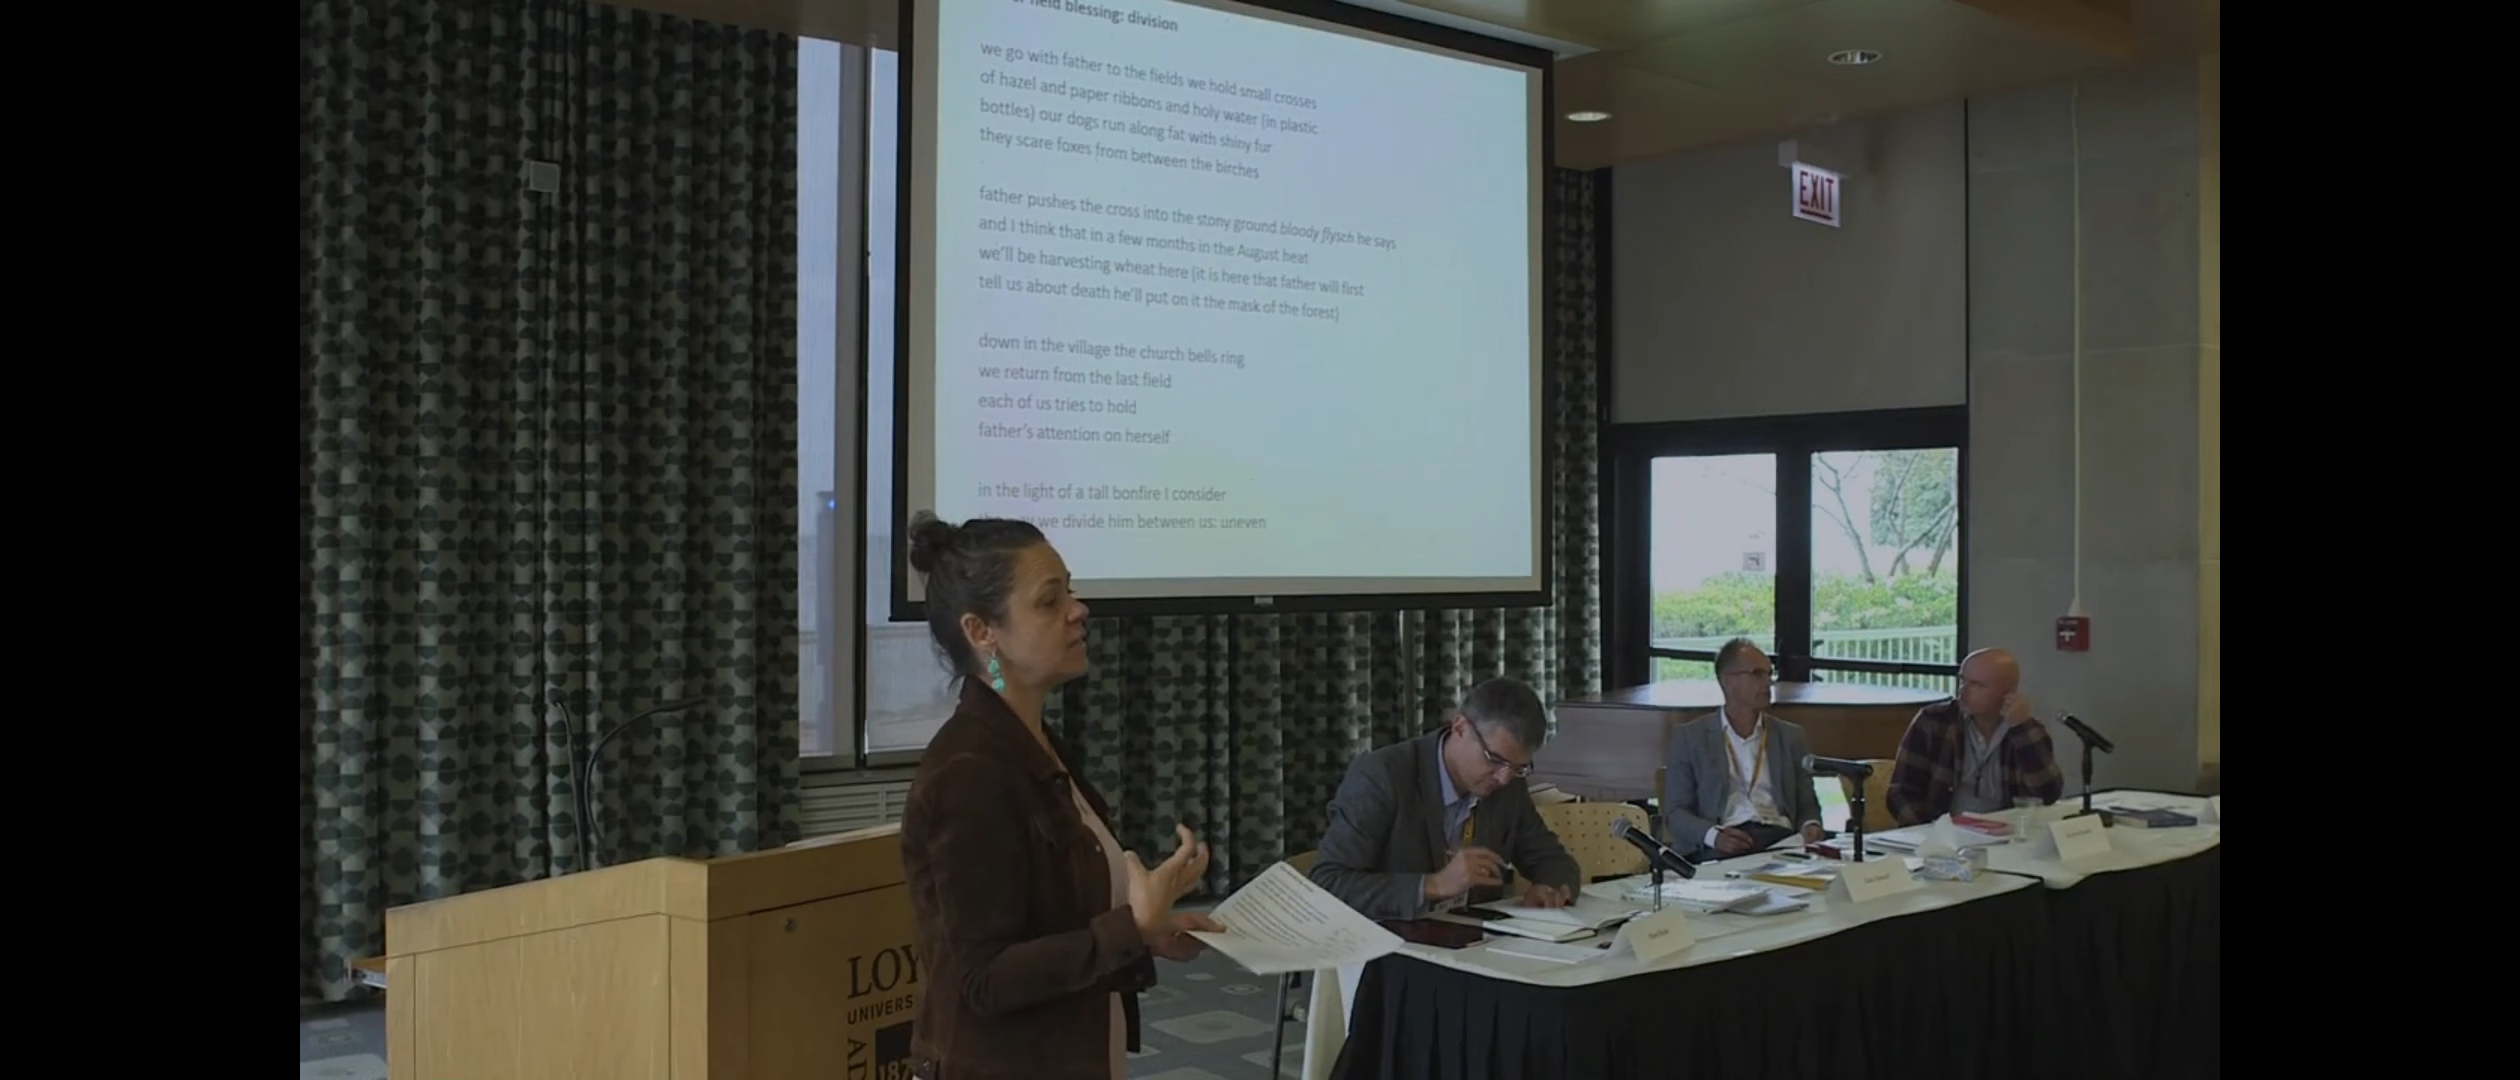 field blessing: division
we go with father to the fields we hold small crosses
of hazel and paper ribbons and holy water (in plastic
bottles) our dogs run along fat with shiny fur
they scare foxes from between the birches
father pushes the cross into the stony ground bloody flysch he says
and I think that in a few months in the August heat
we'll be harvesting wheat here (it is here that father will first
tell us about death he'll put on it the mask of the forest)
down in the village the church bells ring
we return from the last field
each of us tries to hold
father's attention on herself
in the light of a tall bonfire I consider
we divide him between us: uneven
EXIT
LOY
UNIVERS
AD
187